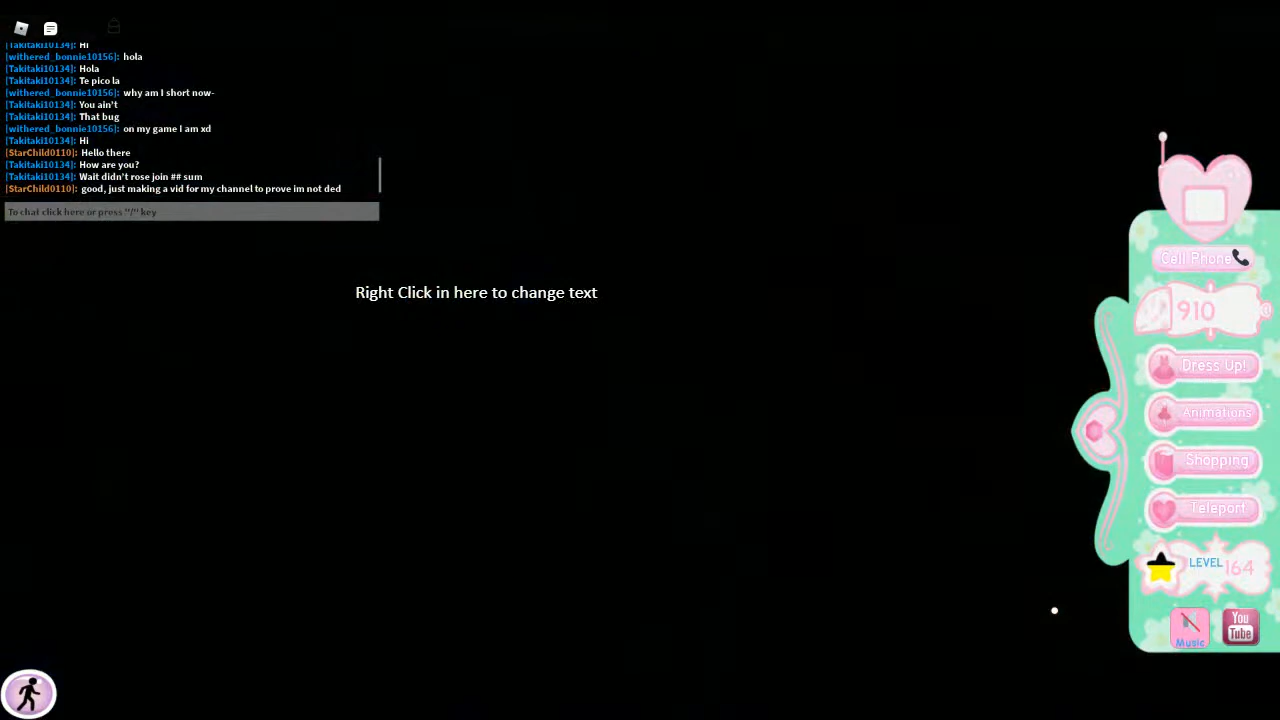 [Takitaki10134]: Hi
[withered_bonnie10156]: hola
[Takitaki10134]: Hola
[Takitaki10134]: Te pico la
[withered_bonnie10156]: why am I short now-
[Takitaki10134]: You ain't
[Takitaki10134]: That bug
[withered_bonnie10156]: on my game I am xd
[Takitaki10134]: Hi
[StarChild0110]: Hello there
[Takitaki10134]: How are you?
[Takitaki10134]: Wait didn't rose join ## sum
[StarChild0110]: good, just making a vid for my channel to prove im not ded
To chat click here or press "/" key
Right Click in here to change text
Cell Phone
910
Dress Up!
Animations
Shopping
Teleport
LEVEL 164
Music
You
Tube